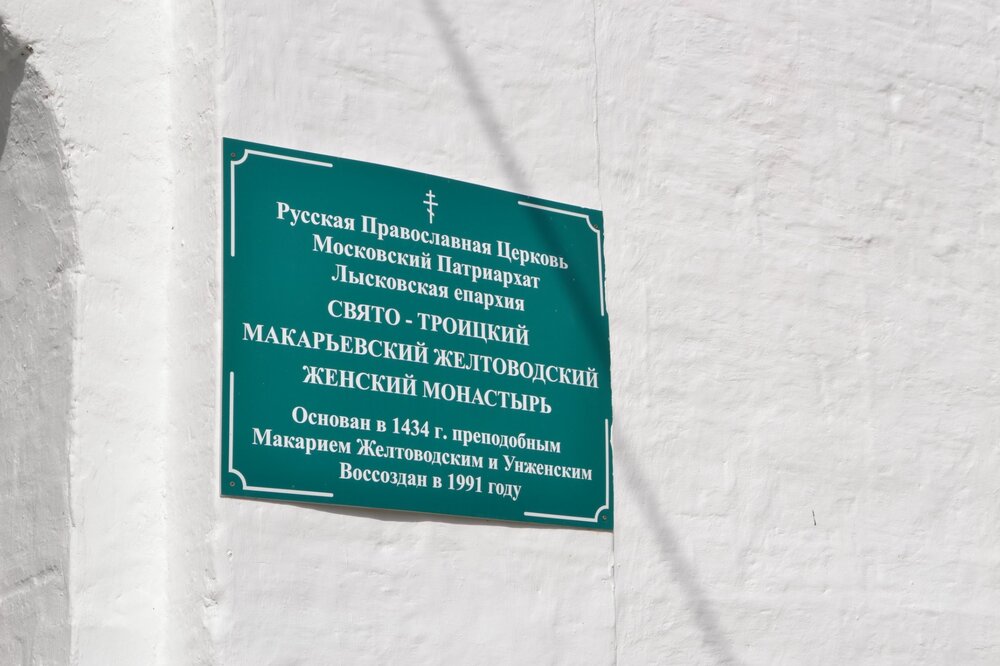 Русская Православная Церковь
Московский Патриархат
Лысковская епархия
СВЯТО - ТРОИЦКИЙ
МАКАРЬЕВСКИЙ ЖЕЛТОВОДСКИЙ
ЖЕНСКИЙ МОНАСТЫРЬ
Основан в 1434 г. преподобным
Макарием Желтоводским и Унженским
Воссоздан в 1991 году